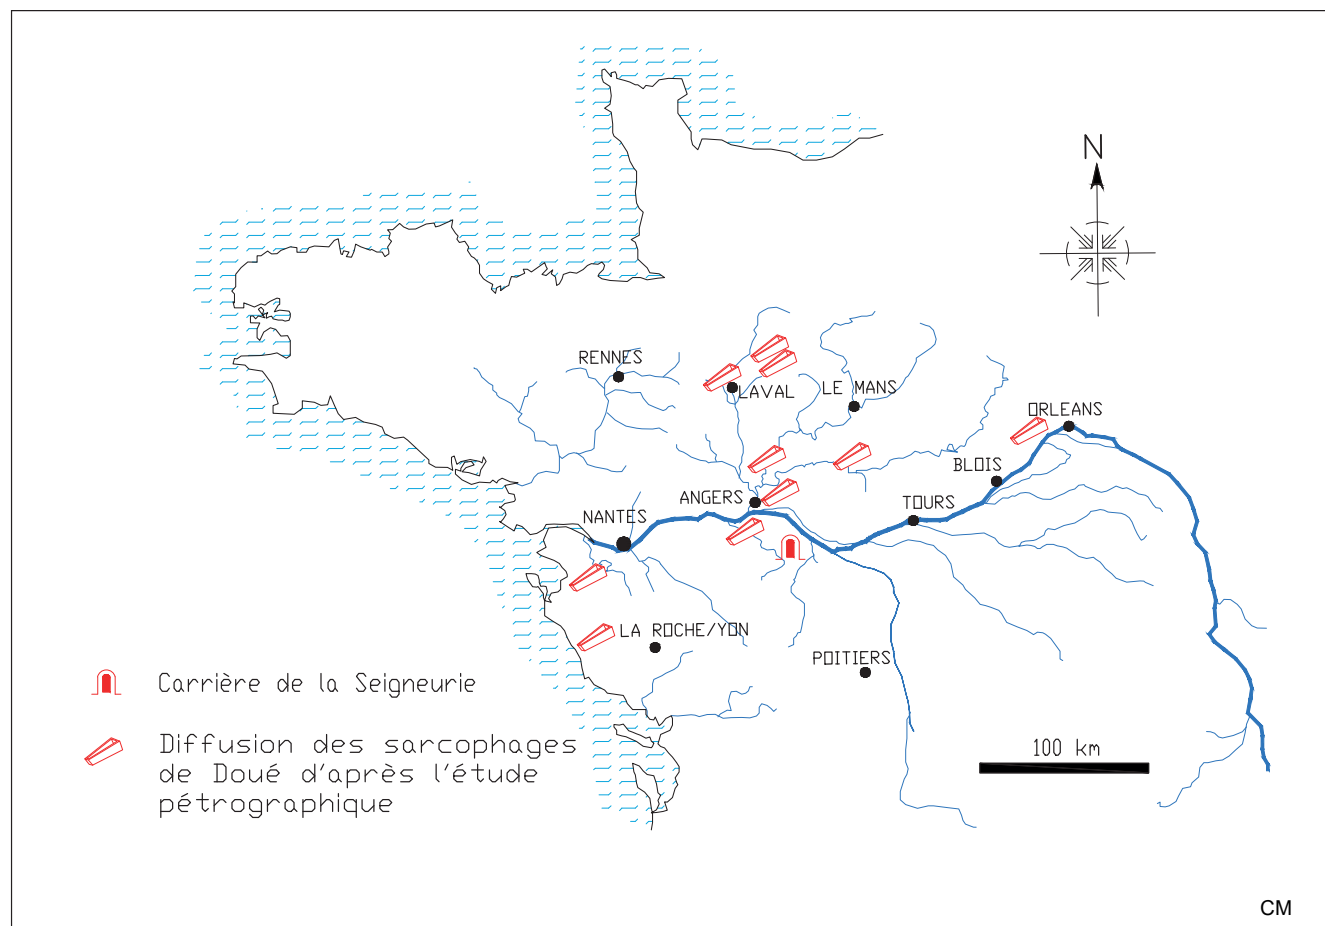 N
RENNES
LAVAL
LE MANS
ORLEANS
BLOIS
ANGERS
TOURS
NANTES
LA ROCHE/YON
POITIERS
Carrière de la Seigneurie
Diffusion des sarcophages
de Doué d'après l'étude
pétrographique
100 km
CM